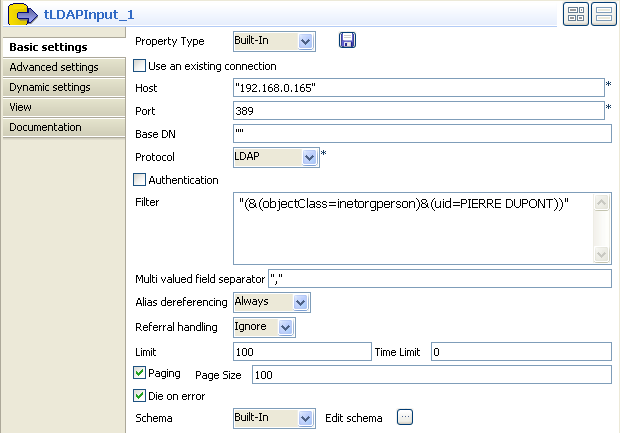 tLDAPInput_1
Basic settings
Advanced settings
Dynamic settings
View
Documentation
Property Type Built-In
Use an existing connection
Host "192.168.0.165" *
Port 389 *
Base DN ""
Protocol LDAP *
Authentication
Filter "(&(objectClass=inetorgperson)&(uid=PIERRE DUPONT))"
Multi valued field separator ","
Alias dereferencing Always
Referral handling Ignore
Limit 100 Time Limit 0
Paging Page Size 100
Die on error
Schema Built-In Edit schema ...